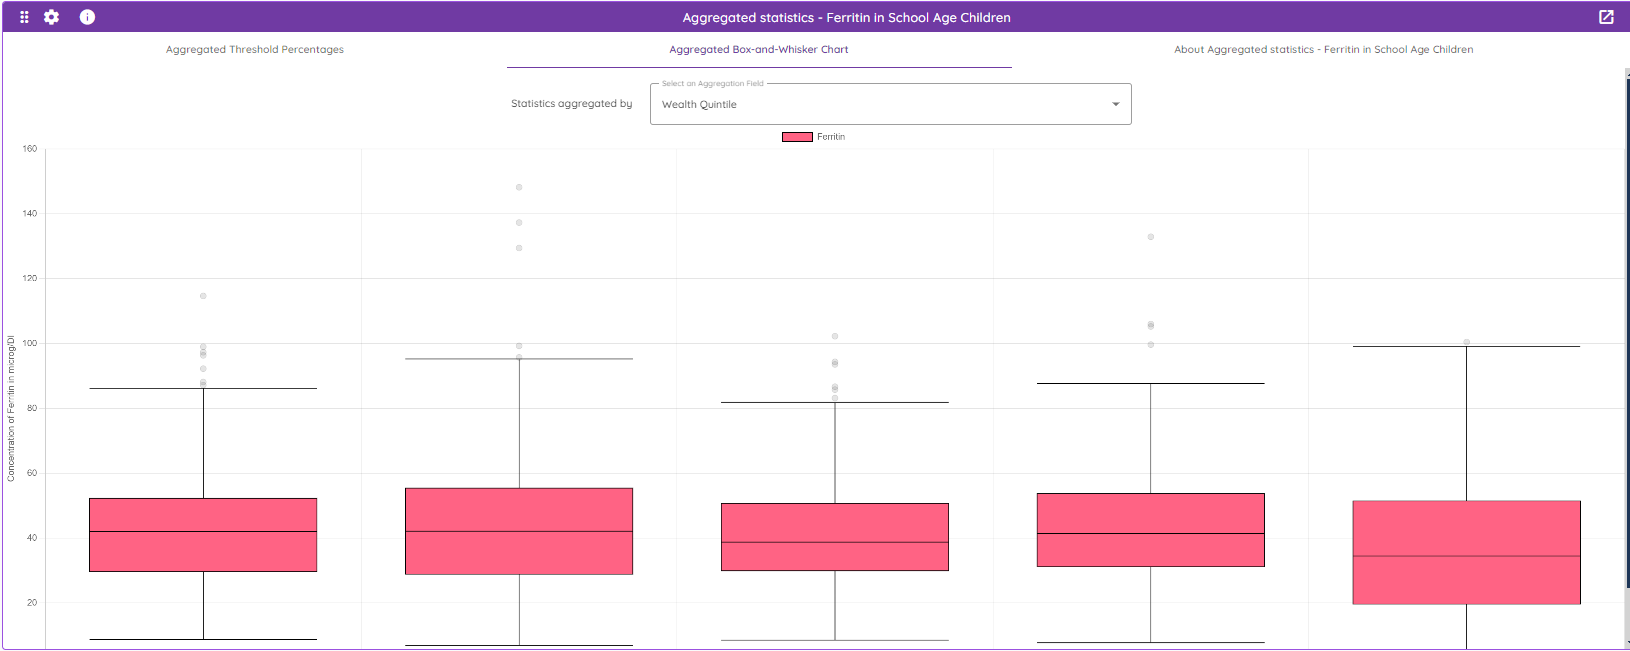 Aggregated statistics - Ferritin in School Age Children
Aggregated Threshold Percentages
Aggregated Box-and-Whisker Chart
About Aggregated statistics - Ferritin in School Age Children
Select an Aggregation Field
Statistics aggregated by
Wealth Quintile
Ferritin
160
140
120
100
80
60
40
20
Concentration of Ferritin in microg/Dl